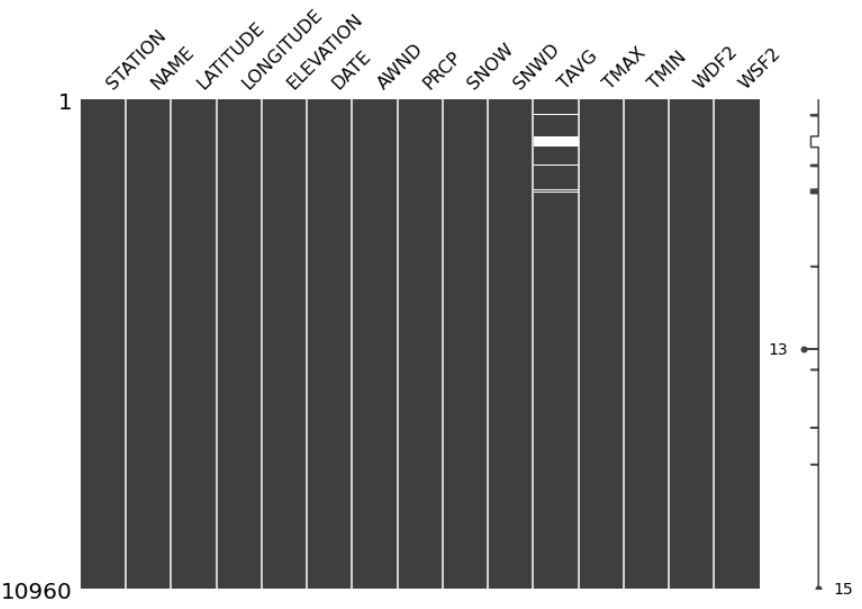 STATION NAME LATITUDE LONGITUDE ELEVATION DATE AWND PRCP SNOW SNWD TAVG TMAX TMIN WDF2 WSF2
1
13
10960
15